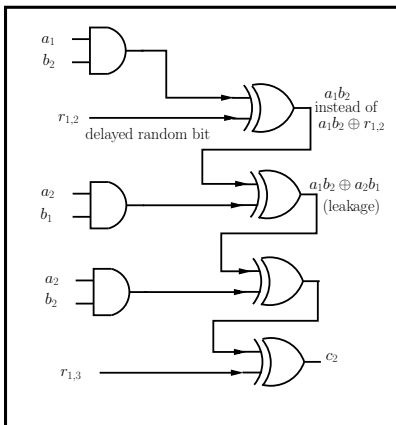 a₁
b₂
a₁b₂
instead of
a₁b₂ ⊕ r₁,₂
r₁,₂
delayed random bit
a₂
b₁
a₁b₂ ⊕ a₂b₁
(leakage)
a₂
b₂
c₂
r₁,₃